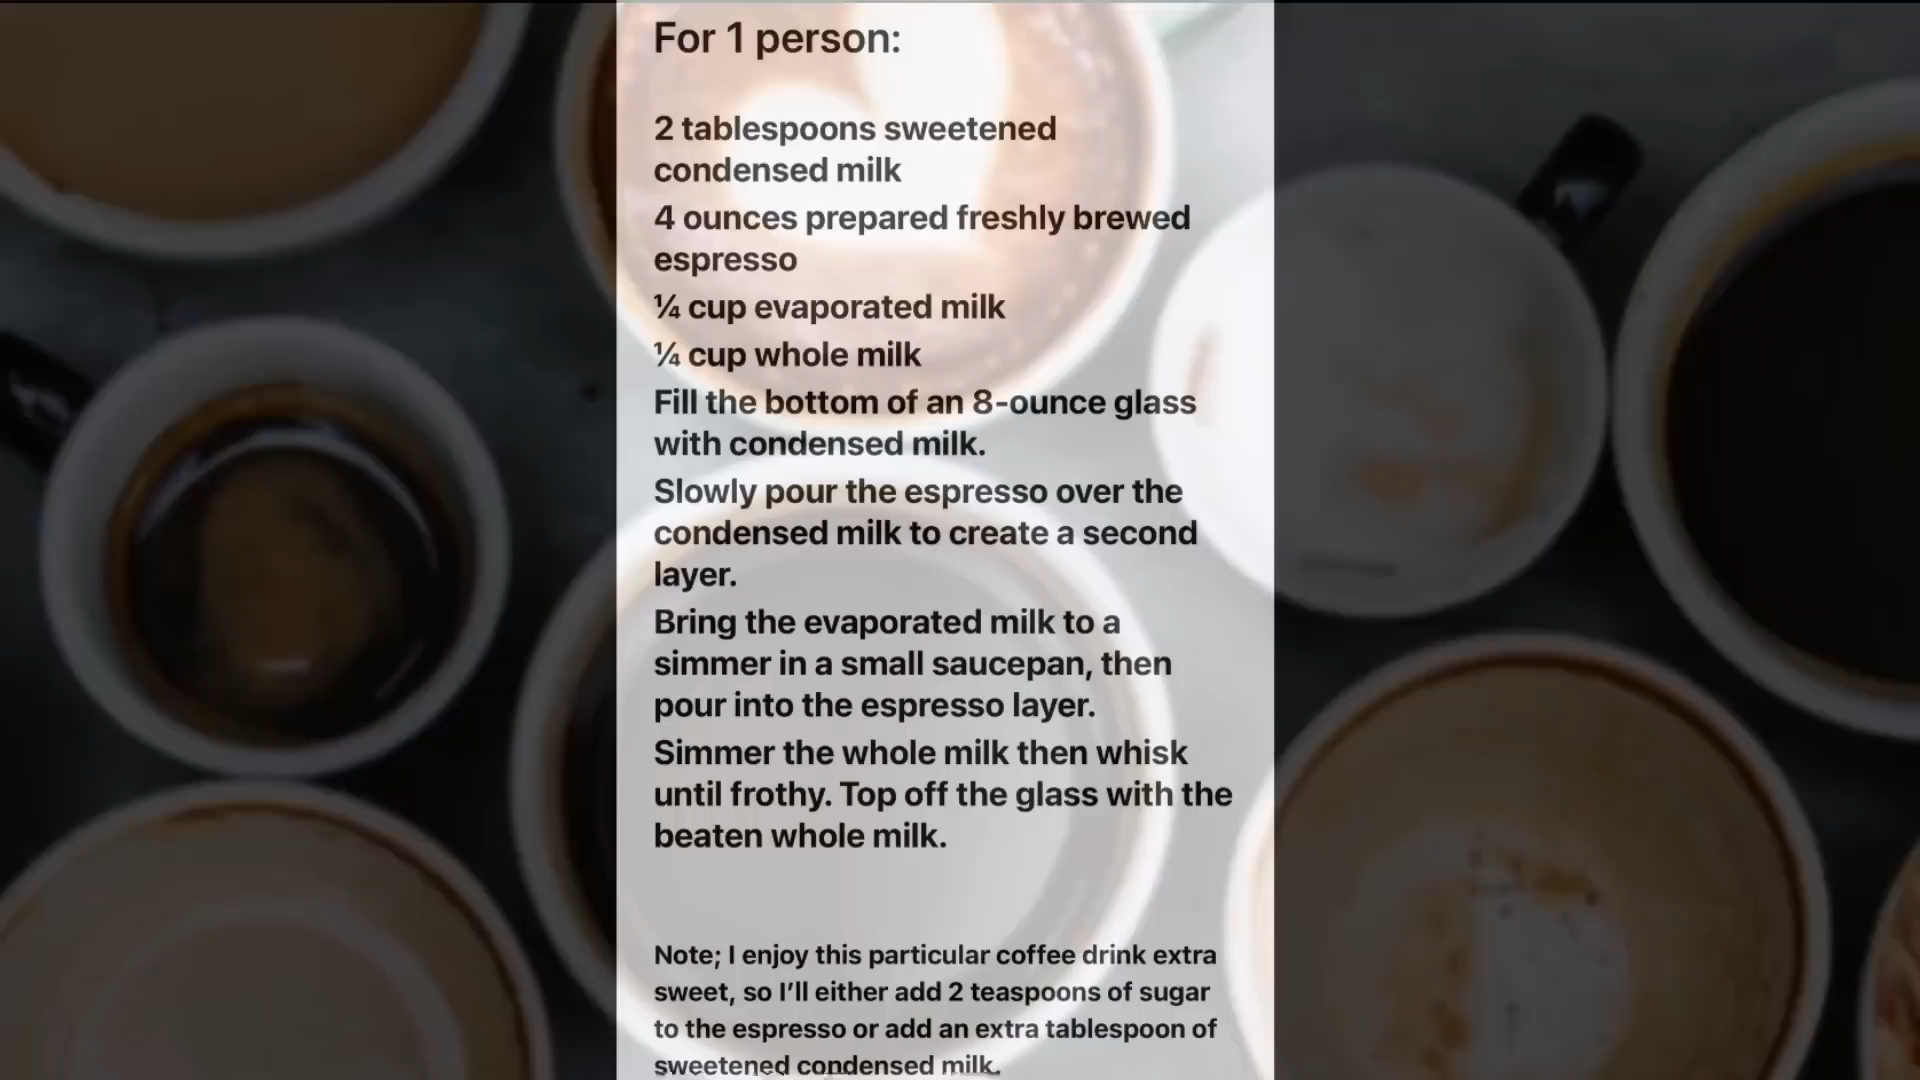 For 1 person:
2 tablespoons sweetened
condensed milk
4 ounces prepared freshly brewed
espresso
¼ cup evaporated milk
¼ cup whole milk
Fill the bottom of an 8-ounce glass
with condensed milk.
Slowly pour the espresso over the
condensed milk to create a second
layer.
Bring the evaporated milk to a
simmer in a small saucepan, then
pour into the espresso layer.
Simmer the whole milk then whisk
until frothy. Top off the glass with the
beaten whole milk.
Note; I enjoy this particular coffee drink extra
sweet, so I’ll either add 2 teaspoons of sugar
to the espresso or add an extra tablespoon of
sweetened condensed milk.